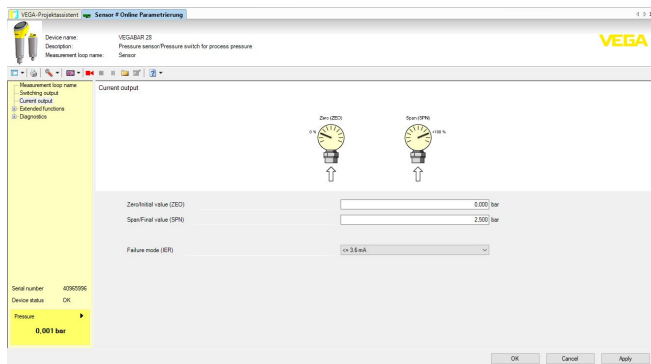 VEGA-Projektassistent Sensor # Online Parametrierung
Device name: VEGABAR 28
Description: Pressure sensor/Pressure switch for process pressure
Measurement loop name: Sensor
VEGA
Measurement loop name
Switching output
Current output
Extended functions
Diagnostics
Current output
Zero (ZEO) Span (SPN)
0 % +100 %
Zero/Initial value (ZEO) 0,000 bar
Span/Final value (SPN) 2,500 bar
Failure mode (IER) <= 3.6 mA
Serial number 40965996
Device status OK
Pressure
0,001 bar
OK Cancel Apply